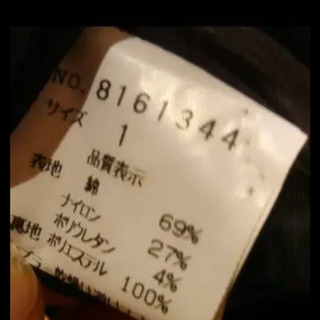 NO. 8161344
サイズ 1
品質表示
表地 綿 69%
ナイロン 27%
ポリウルタン 4%
裏地 ポリエステル 100%